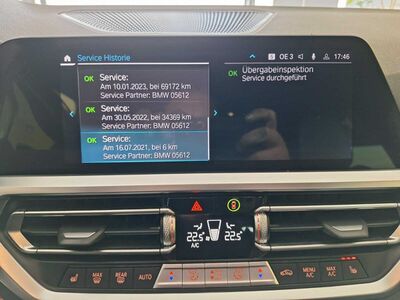 Service Historie
S OE 3 17:46
OK Service:
Am 10.01.2023, bei 69172 km
Service Partner: BMW 05612
OK Service:
Am 30.05.2022, bei 34369 km
Service Partner: BMW 05612
OK Service:
Am 16.07.2021, bei 6 km
Service Partner: BMW 05612
OK Übergabeinspektion
Service durchgeführt
22.5° A/C 22.5°
MAX
REAR
AUTO
MENU A/C
MAX A/C